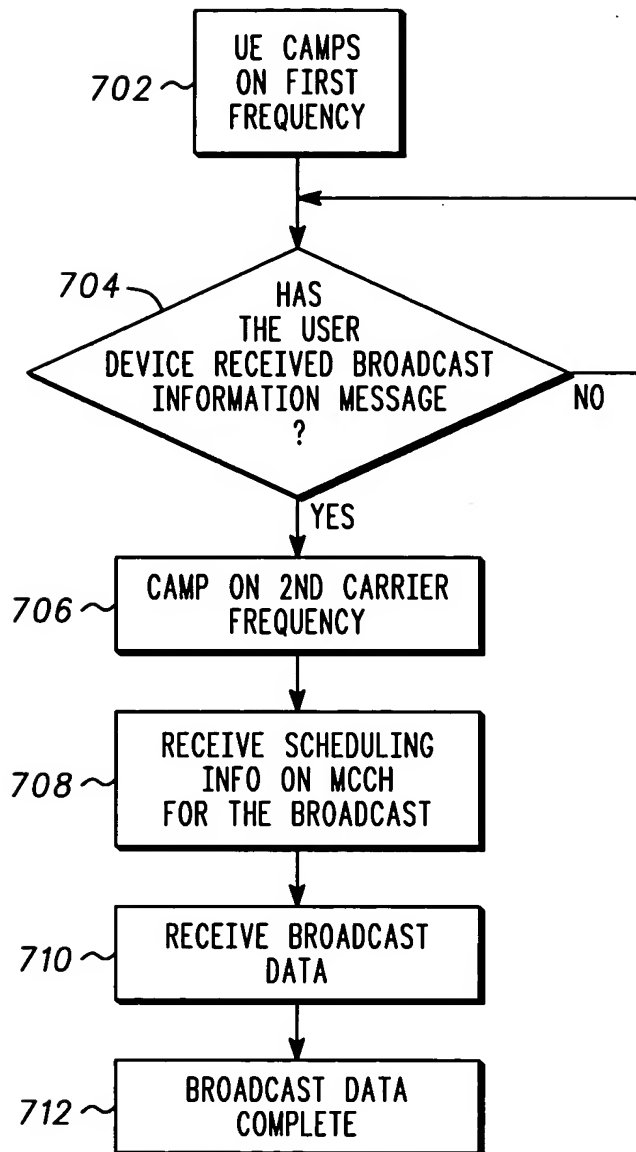 702
UE CAMPS
ON FIRST
FREQUENCY
704
HAS
THE USER
DEVICE RECEIVED BROADCAST
INFORMATION MESSAGE
?
NO
YES
706
CAMP ON 2ND CARRIER
FREQUENCY
708
RECEIVE SCHEDULING
INFO ON MCCH
FOR THE BROADCAST
710
RECEIVE BROADCAST
DATA
712
BROADCAST DATA
COMPLETE